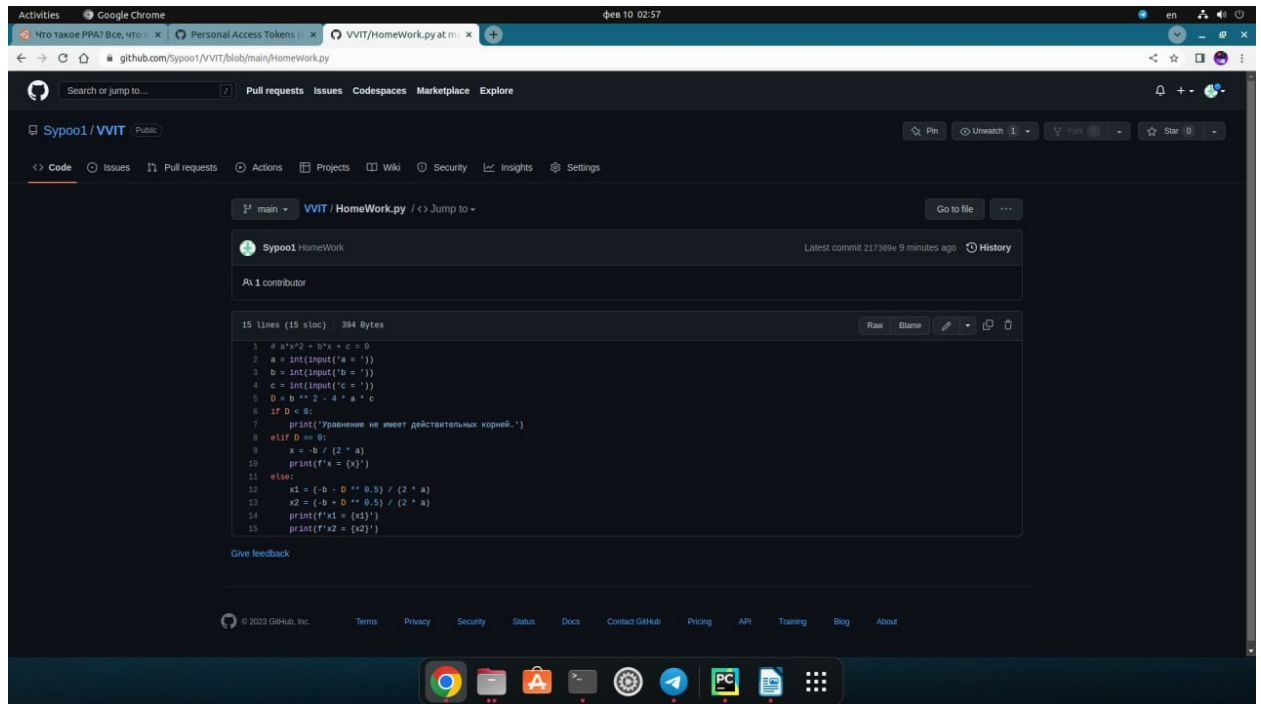 Activities Google Chrome фев 10 02:57 en
Что такое PPA? Все, что Personal Access Tokens ( VVIT/HomeWork.py at m
github.com/Sypoo1/VVIT/blob/main/HomeWork.py
Search or jump to... / Pull requests Issues Codespaces Marketplace Explore
Sypoo1 / VVIT Public Pin Unwatch 1 Fork 0 Star 0
<> Code Issues Pull requests Actions Projects Wiki Security Insights Settings
main VVIT / HomeWork.py / <> Jump to Go to file ...
Sypoo1 HomeWork Latest commit 217309e 9 minutes ago History
1 contributor
15 lines (15 sloc) 394 Bytes Raw Blame
1 # a*x^2 + b*x + c = 0
2 a = int(input('a = '))
3 b = int(input('b = '))
4 c = int(input('c = '))
5 D = b ** 2 - 4 * a * c
6 if D < 0:
7 print('Уравнение не имеет действительных корней.')
8 elif D == 0:
9 x = -b / (2 * a)
10 print(f'x = {x}')
11 else:
12 x1 = (-b - D ** 0.5) / (2 * a)
13 x2 = (-b + D ** 0.5) / (2 * a)
14 print(f'x1 = {x1}')
15 print(f'x2 = {x2}')
Give feedback
© 2023 GitHub, Inc. Terms Privacy Security Status Docs Contact GitHub Pricing API Training Blog About
PC